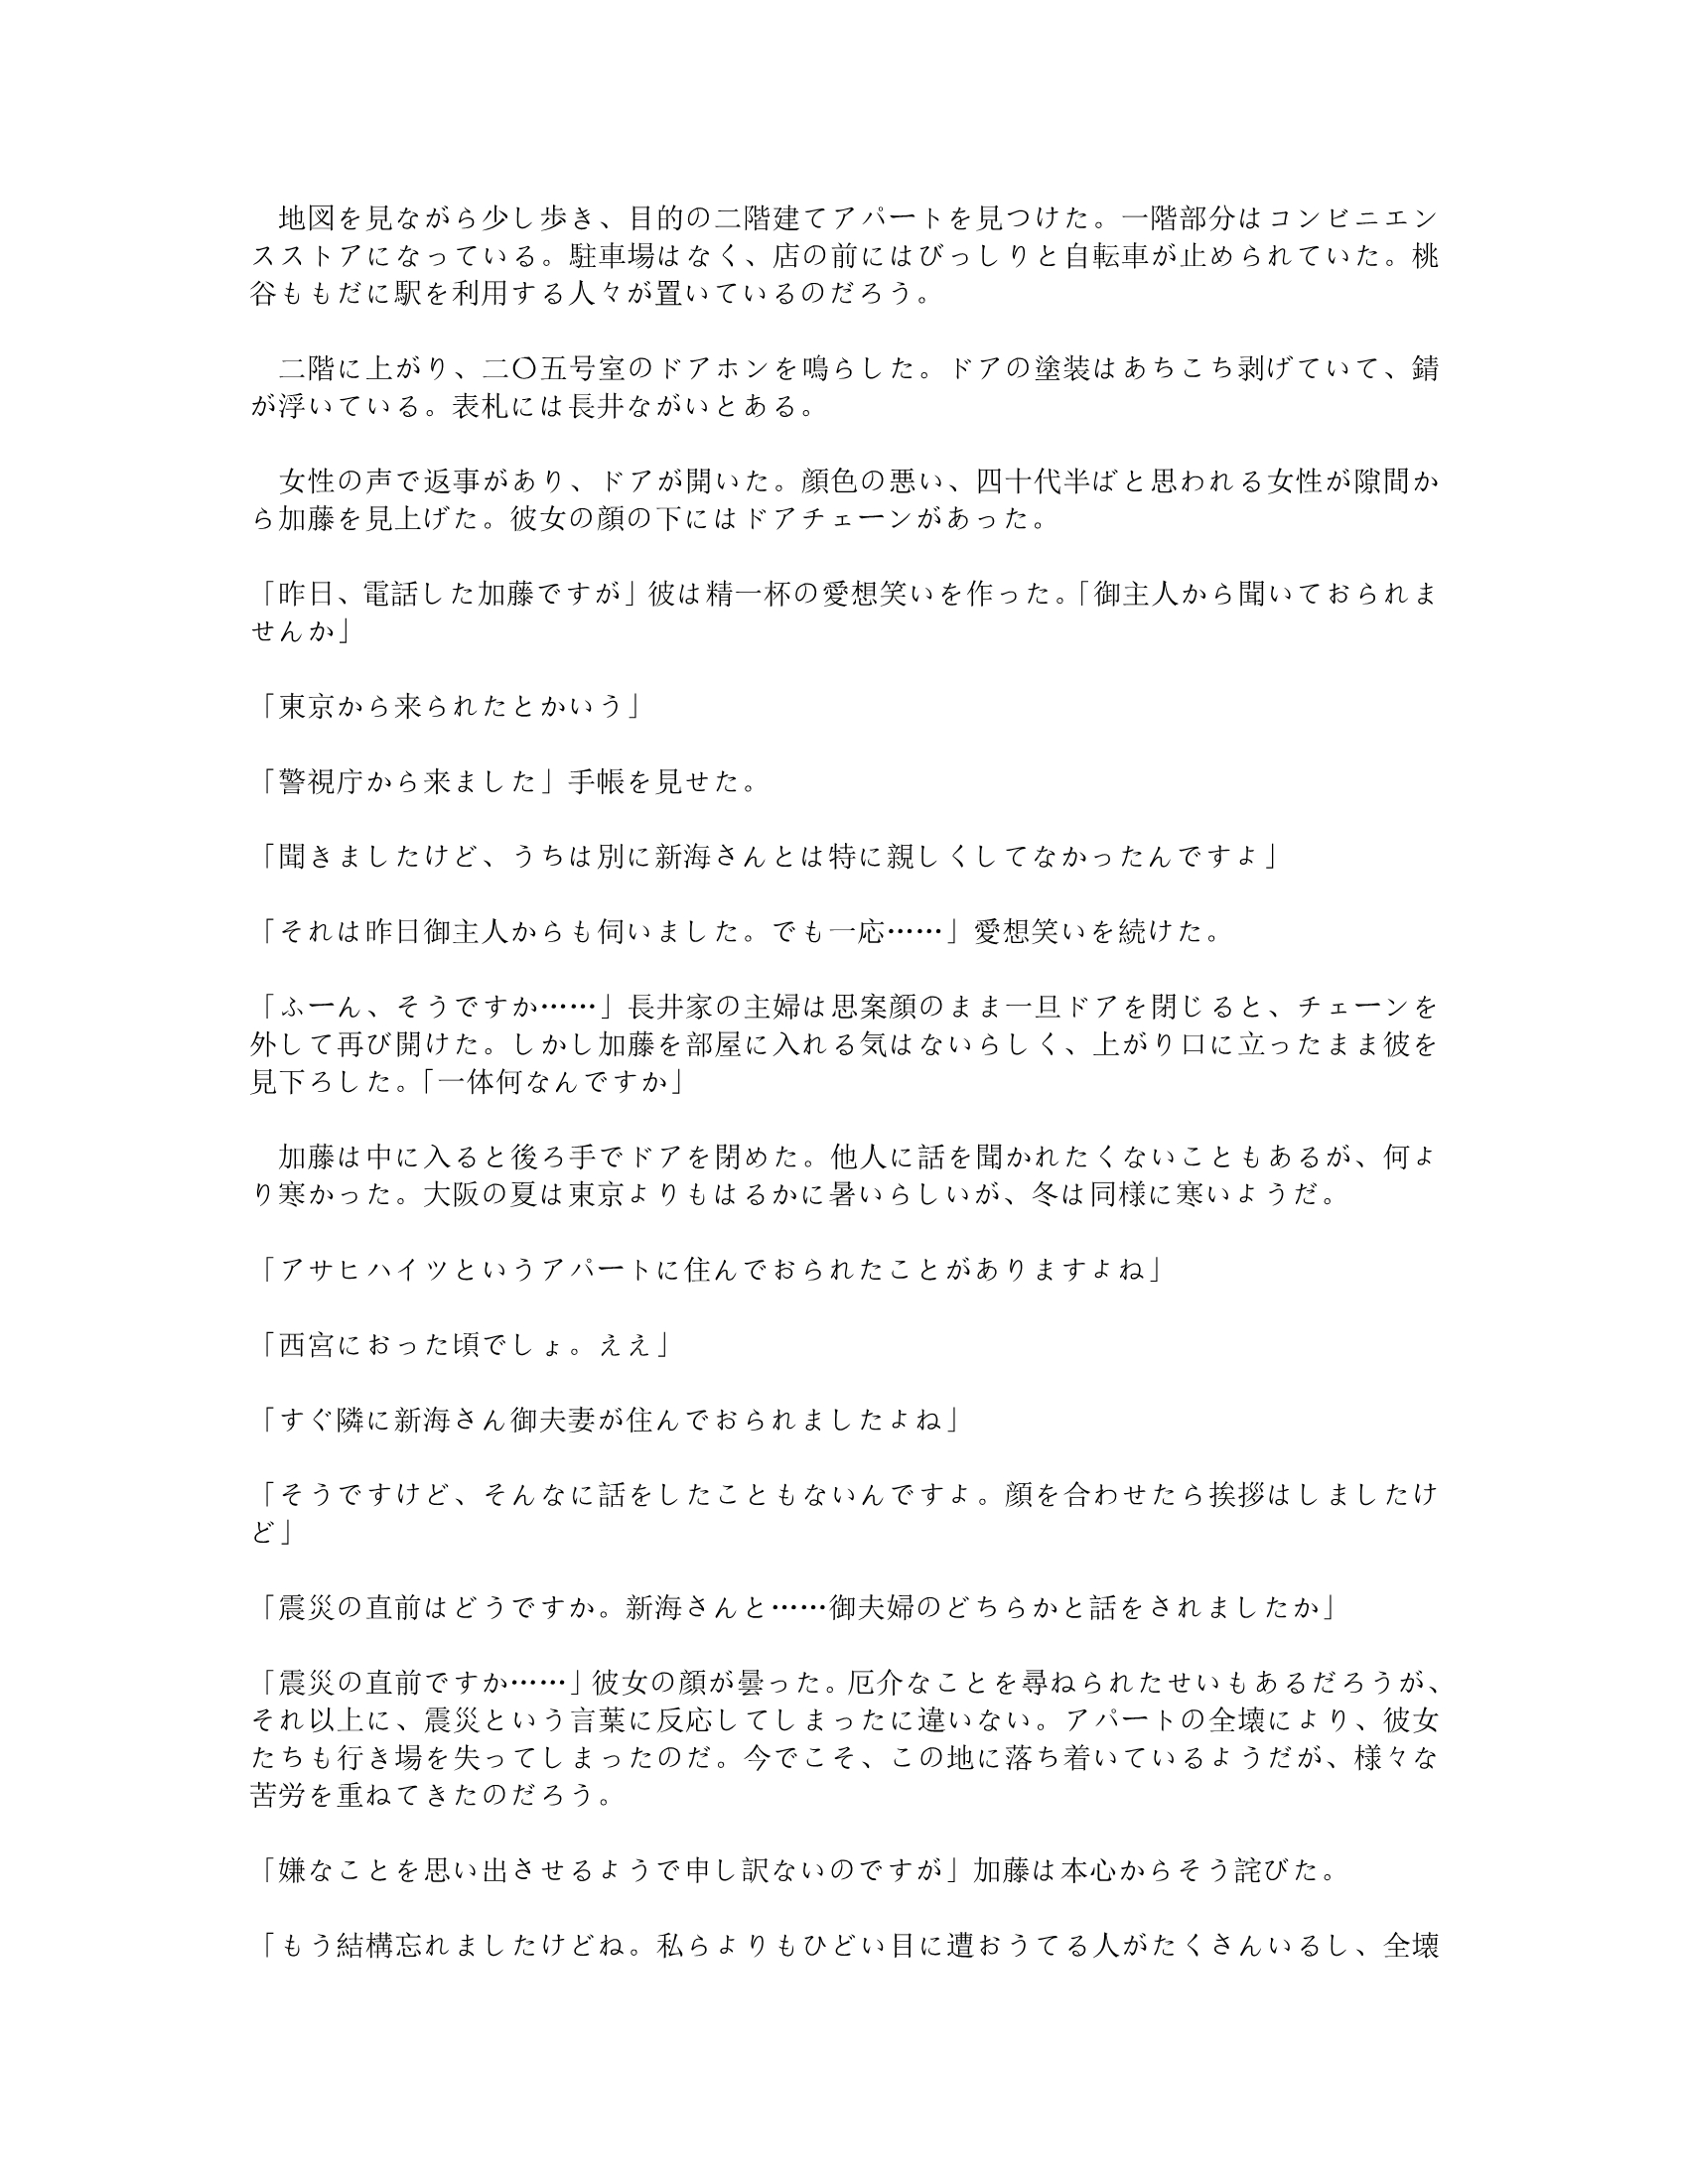 地図を見ながら少し歩き、目的の二階建てアパートを見つけた。一階部分はコンビニエン
スストアになっている。駐車場はなく、店の前にはびっしりと自転車が止められていた。桃
谷ももだに駅を利用する人々が置いているのだろう。
　二階に上がり、二〇五号室のドアホンを鳴らした。ドアの塗装はあちこち剥げていて、錆
が浮いている。表札には長井ながいとある。
　女性の声で返事があり、ドアが開いた。顔色の悪い、四十代半ばと思われる女性が隙間か
ら加藤を見上げた。彼女の顔の下にはドアチェーンがあった。
「昨日、電話した加藤ですが」彼は精一杯の愛想笑いを作った。「御主人から聞いておられま
せんか」
「東京から来られたとかいう」
「警視庁から来ました」手帳を見せた。
「聞きましたけど、うちは別に新海さんとは特に親しくしてなかったんですよ」
「それは昨日御主人からも伺いました。でも一応……」愛想笑いを続けた。
「ふーん、そうですか……」長井家の主婦は思案顔のまま一旦ドアを閉じると、チェーンを
外して再び開けた。しかし加藤を部屋に入れる気はないらしく、上がり口に立ったまま彼を
見下ろした。「一体何なんですか」
　加藤は中に入ると後ろ手でドアを閉めた。他人に話を聞かれたくないこともあるが、何よ
り寒かった。大阪の夏は東京よりもはるかに暑いらしいが、冬は同様に寒いようだ。
「アサヒハイツというアパートに住んでおられたことがありますよね」
「西宮におった頃でしょ。ええ」
「すぐ隣に新海さん御夫妻が住んでおられましたよね」
「そうですけど、そんなに話をしたこともないんですよ。顔を合わせたら挨拶はしましたけ
ど」
「震災の直前はどうですか。新海さんと……御夫婦のどちらかと話をされましたか」
「震災の直前ですか……」彼女の顔が曇った。厄介なことを尋ねられたせいもあるだろうが、
それ以上に、震災という言葉に反応してしまったに違いない。アパートの全壊により、彼女
たちも行き場を失ってしまったのだ。今でこそ、この地に落ち着いているようだが、様々な
苦労を重ねてきたのだろう。
「嫌なことを思い出させるようで申し訳ないのですが」加藤は本心からそう詫びた。
「もう結構忘れましたけどね。私らよりもひどい目に遭おうてる人がたくさんいるし、全壊